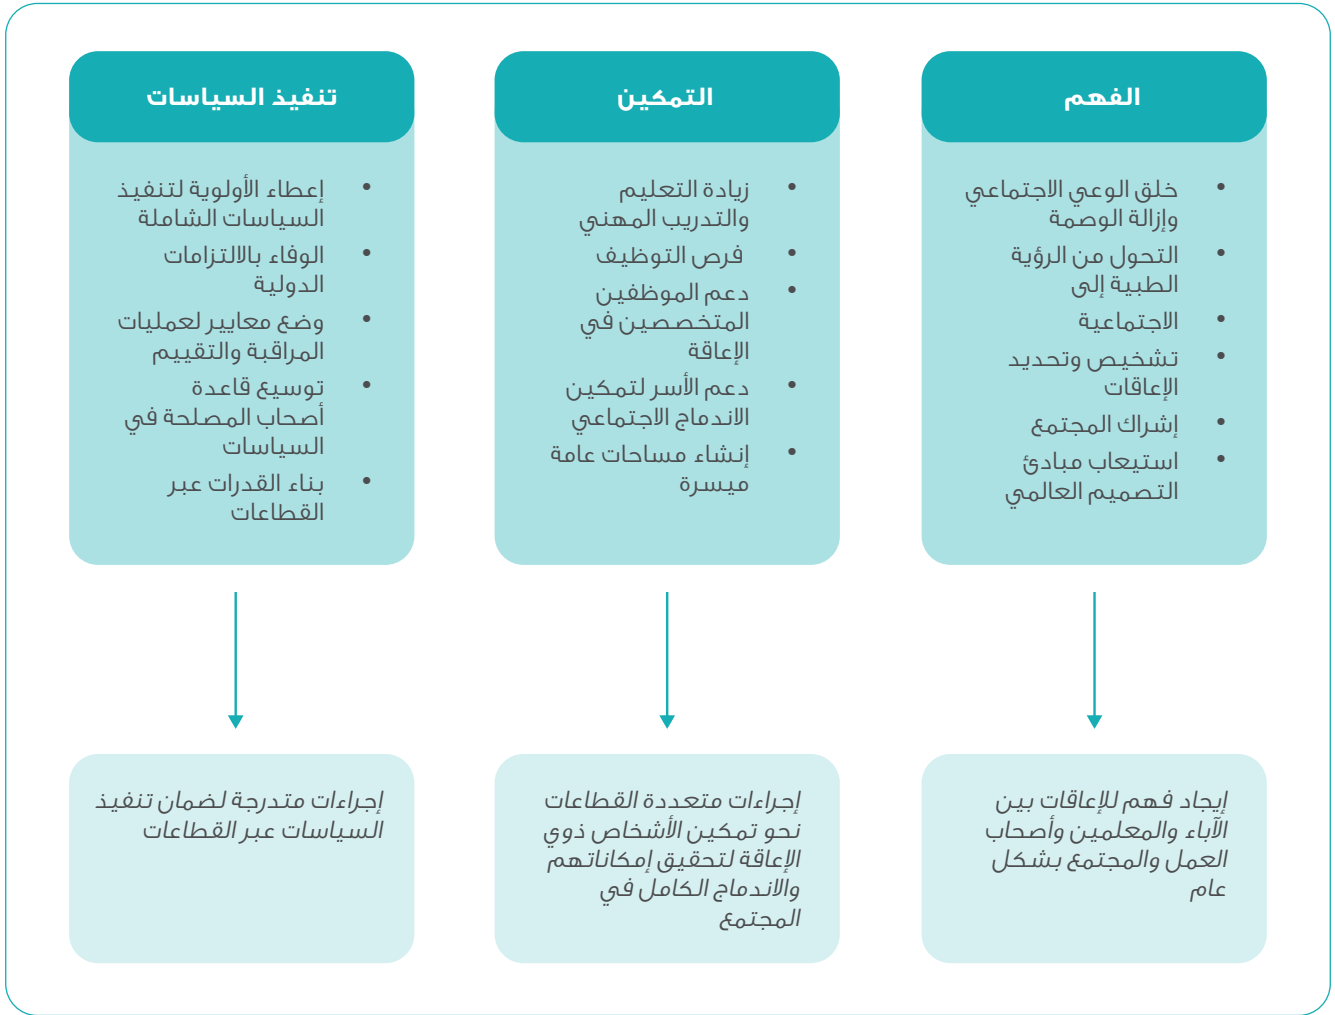 الفهم
• خلق الوعي الاجتماعي
وإزالة الوصمة
• التحول من الرؤية
الطبية إلى
• الاجتماعية
• تشخيص وتحديد
الإعاقات
• إشراك المجتمع
• استيعاب مبادئ
التصميم العالمي
إيجاد فهم للإعاقات بين
الآباء والمعلمين وأصحاب
العمل والمجتمع بشكل
عام
التمكين
• زيادة التعليم
والتدريب المهني
• فرص التوظيف
• دعم الموظفين
المتخصصين في
الإعاقة
• دعم الأسر لتمكين
الاندماج الاجتماعي
• إنشاء مساحات عامة
ميسرة
إجراءات متعددة القطاعات
نحو تمكين الأشخاص ذوي
الإعاقة لتحقيق إمكاناتهم
والاندماج الكامل في
المجتمع
تنفيذ السياسات
• إعطاء الأولوية لتنفيذ
السياسات الشاملة
• الوفاء بالالتزامات
الدولية
• وضع معايير لعمليات
المراقبة والتقييم
• توسيع قاعدة
أصحاب المصلحة في
السياسات
• بناء القدرات عبر
القطاعات
إجراءات متدرجة لضمان تنفيذ
السياسات عبر القطاعات